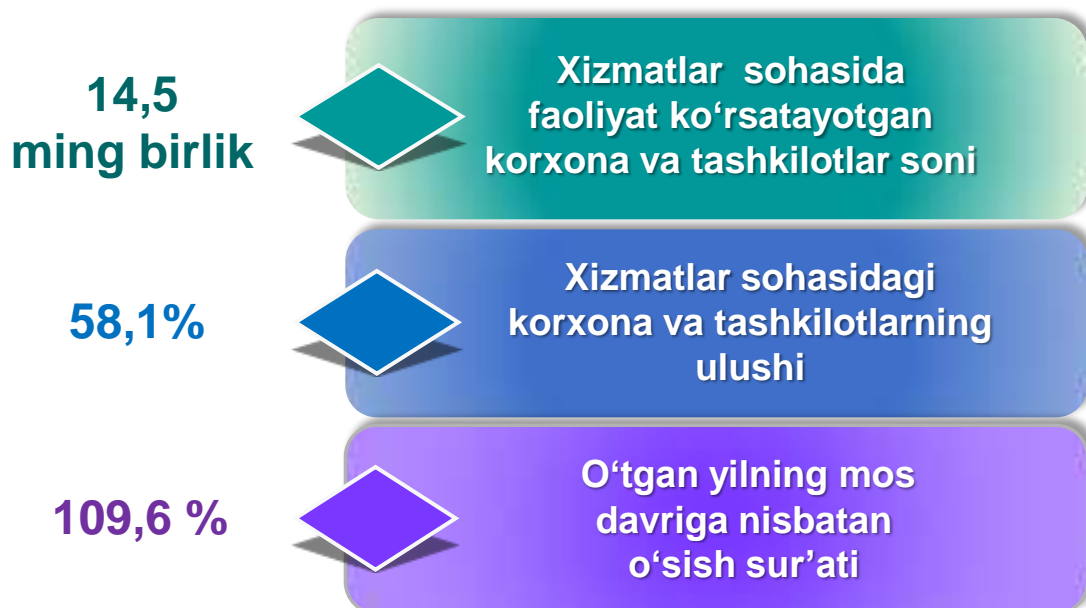 14,5
ming birlik
Xizmatlar sohasida
faoliyat ko‘rsatayotgan
korxona va tashkilotlar soni
58,1%
Xizmatlar sohasidagi
korxona va tashkilotlarning
ulushi
109,6 %
O‘tgan yilning mos
davriga nisbatan
o‘sish sur’ati